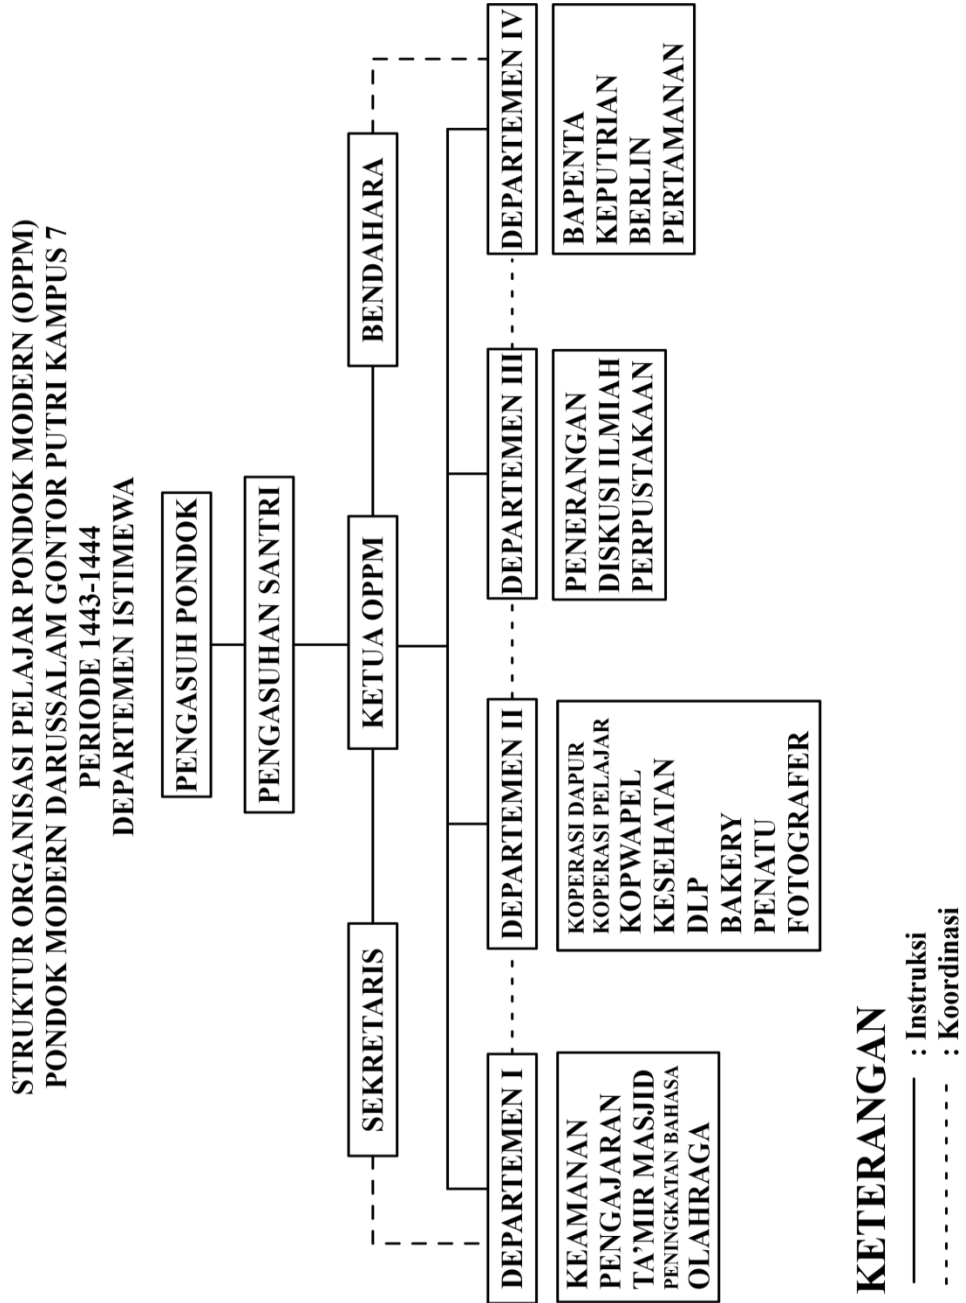 STRUKTUR ORGANISASI PELAJAR PONDOK MODERN (OPPM)
PONDOK MODERN DARUSSALAM GONTOR PUTRI KAMPUS 7
PERIODE 1443-1444
DEPARTEMEN ISTIMEWA
PENGASUH PONDOK
PENGASUHAN SANTRI
SEKRETARIS
KETUA OPPM
BENDAHARA
DEPARTEMEN I
DEPARTEMEN II
DEPARTEMEN III
DEPARTEMEN IV
KEAMANAN
PENGAJARAN
TA’MIR MASJID
PENINGKATAN BAHASA
OLAHRAGA
KOPERASI DAPUR
KOPERASI PELAJAR
KOPWAPEL
KESEHATAN
DLP
BAKERY
PENATU
FOTOGRAFER
PENERANGAN
DISKUSI ILMIAH
PERPUSTAKAAN
BAPENTA
KEPUTRIAN
BERLIN
PERTAMANAN
KETERANGAN
: Instruksi
: Koordinasi